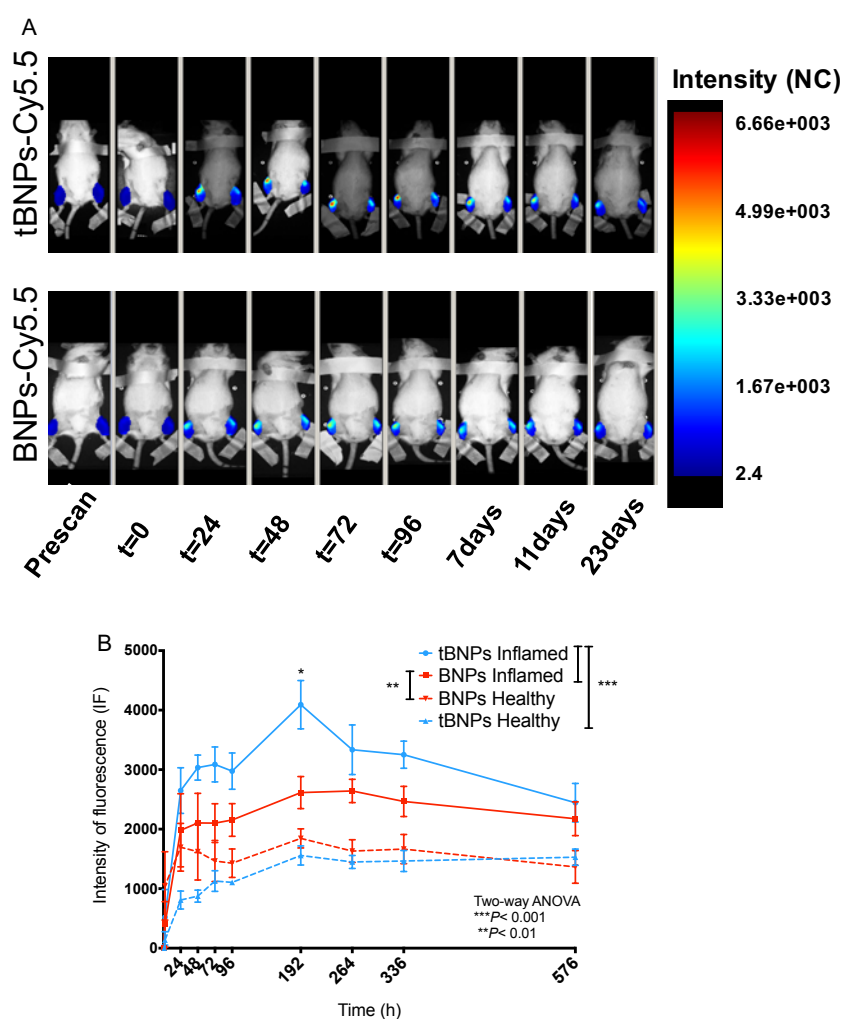 A
tBNPs-Cy5.5
BNPs-Cy5.5
Intensity (NC)
6.66e+003
4.99e+003
3.33e+003
1.67e+003
2.4
Prescan
t=0
t=24
t=48
t=72
t=96
7days
11days
23days
B
5000
4000
3000
2000
1000
0
Intensity of fluorescence (IF)
*
tBNPs Inflamed
BNPs Inflamed
BNPs Healthy
tBNPs Healthy
**
***
Two-way ANOVA
***P< 0.001
**P< 0.01
24
48
72
96
192
264
336
576
Time (h)